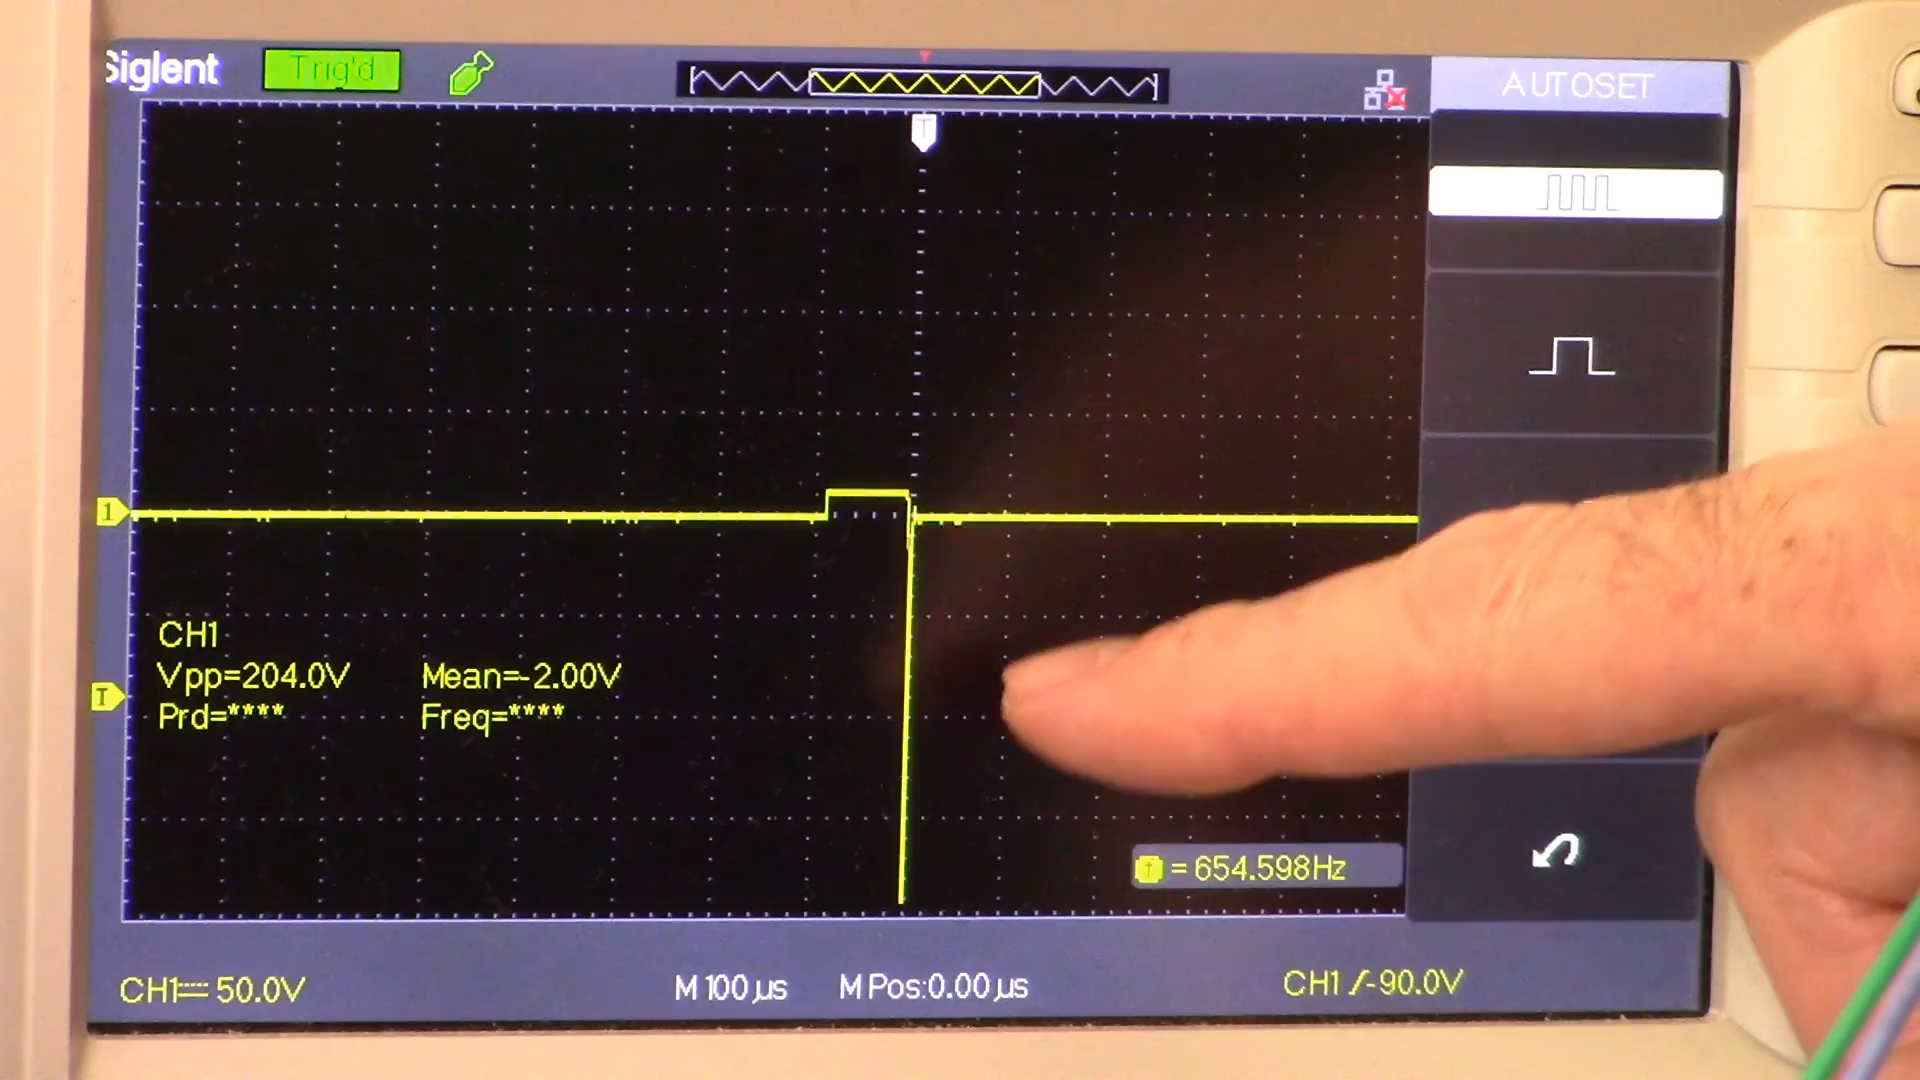 Siglent
Trig'd
T
AUTOSET
1
CH1
Vpp=204.0V Mean=-2.00V
T
Prd=**** Freq=****
f = 654.598Hz
CH1 50.0V M 100µs M Pos:0.00µs CH1 /-90.0V